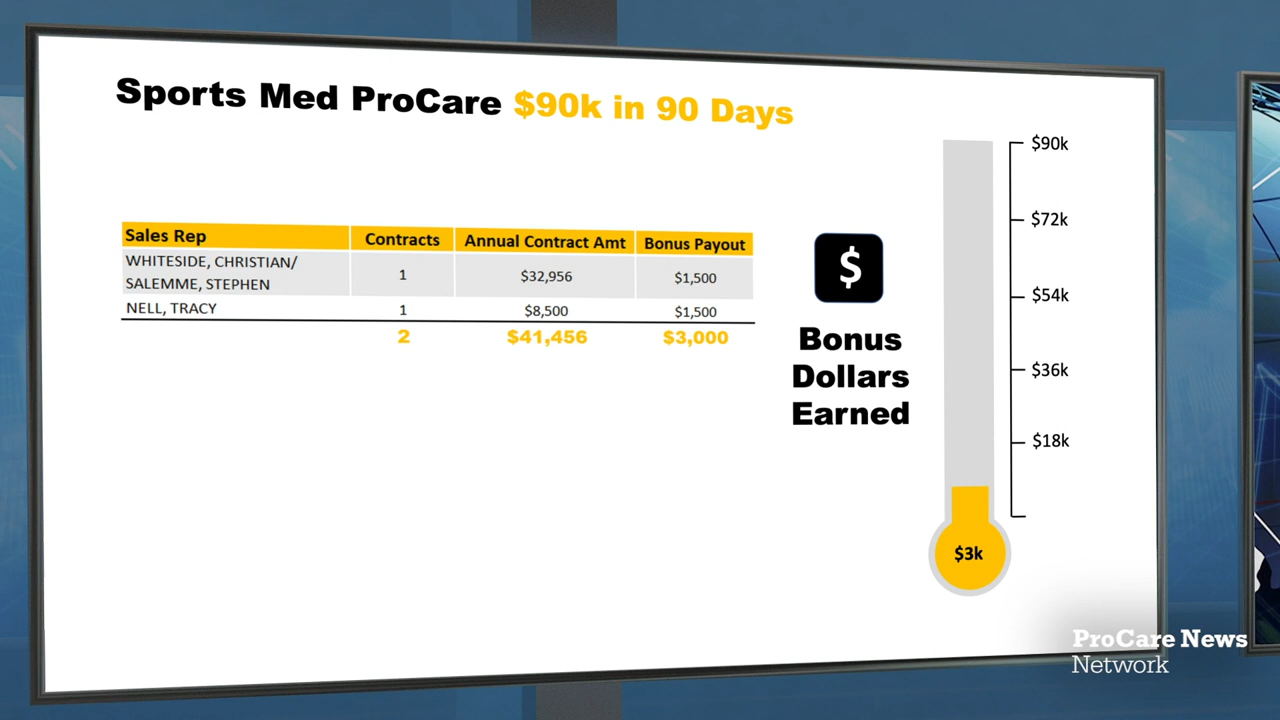 Sports Med ProCare $90k in 90 Days
Sales Rep Contracts Annual Contract Amt Bonus Payout
WHITESIDE, CHRISTIAN/
SALEMME, STEPHEN 1 $32,956 $1,500
NELL, TRACY 1 $8,500 $1,500
2 $41,456 $3,000
$
Bonus
Dollars
Earned
$90k
$72k
$54k
$36k
$18k
$3k
ProCare News
Network